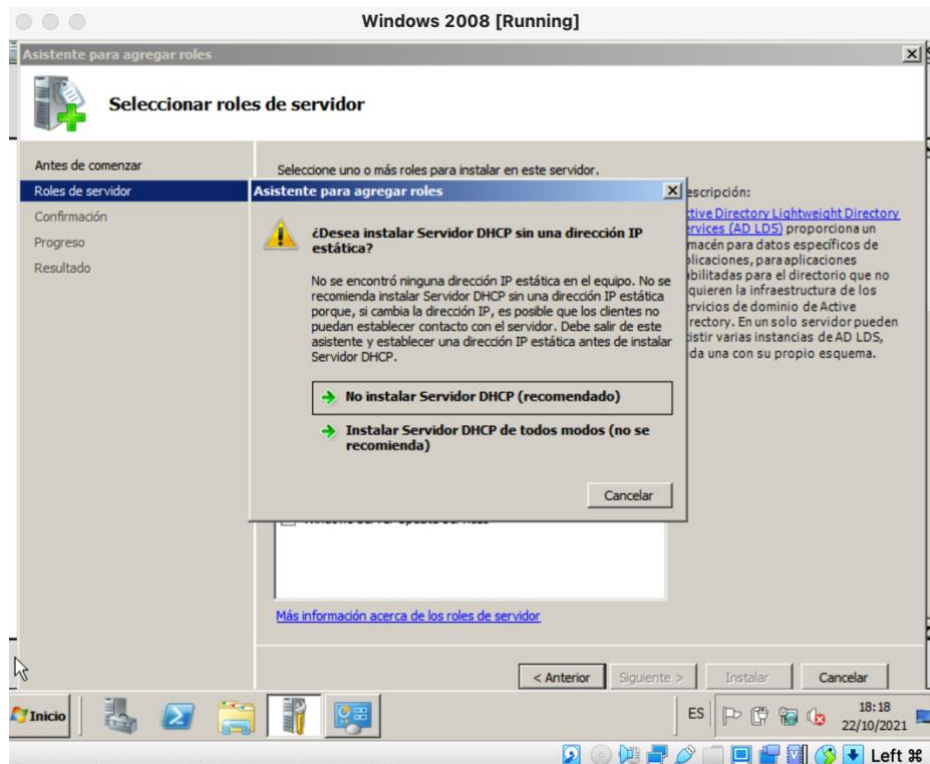 Windows 2008 [Running]
Asistente para agregar roles
Seleccionar roles de servidor
Antes de comenzar
Roles de servidor
Confirmación
Progreso
Resultado
Seleccione uno o más roles para instalar en este servidor.
Asistente para agregar roles
¿Desea instalar Servidor DHCP sin una dirección IP
estática?
No se encontró ninguna dirección IP estática en el equipo. No se
recomienda instalar Servidor DHCP sin una dirección IP estática
porque, si cambia la dirección IP, es posible que los clientes no
puedan establecer contacto con el servidor. Debe salir de este
asistente y establecer una dirección IP estática antes de instalar
Servidor DHCP.
No instalar Servidor DHCP (recomendado)
Instalar Servidor DHCP de todos modos (no se
recomienda)
Cancelar
escripción:
ctive Directory Lightweight Directory
ervices (AD LDS) proporciona un
macén para datos específicos de
plicaciones, para aplicaciones
abilitadas para el directorio que no
quieren la infraestructura de los
ervicios de dominio de Active
rectory. En un solo servidor pueden
istir varias instancias de AD LDS,
da una con su propio esquema.
Más información acerca de los roles de servidor
< Anterior
Siguiente >
Instalar
Cancelar
Inicio
ES
18:18
22/10/2021
Left ⌘